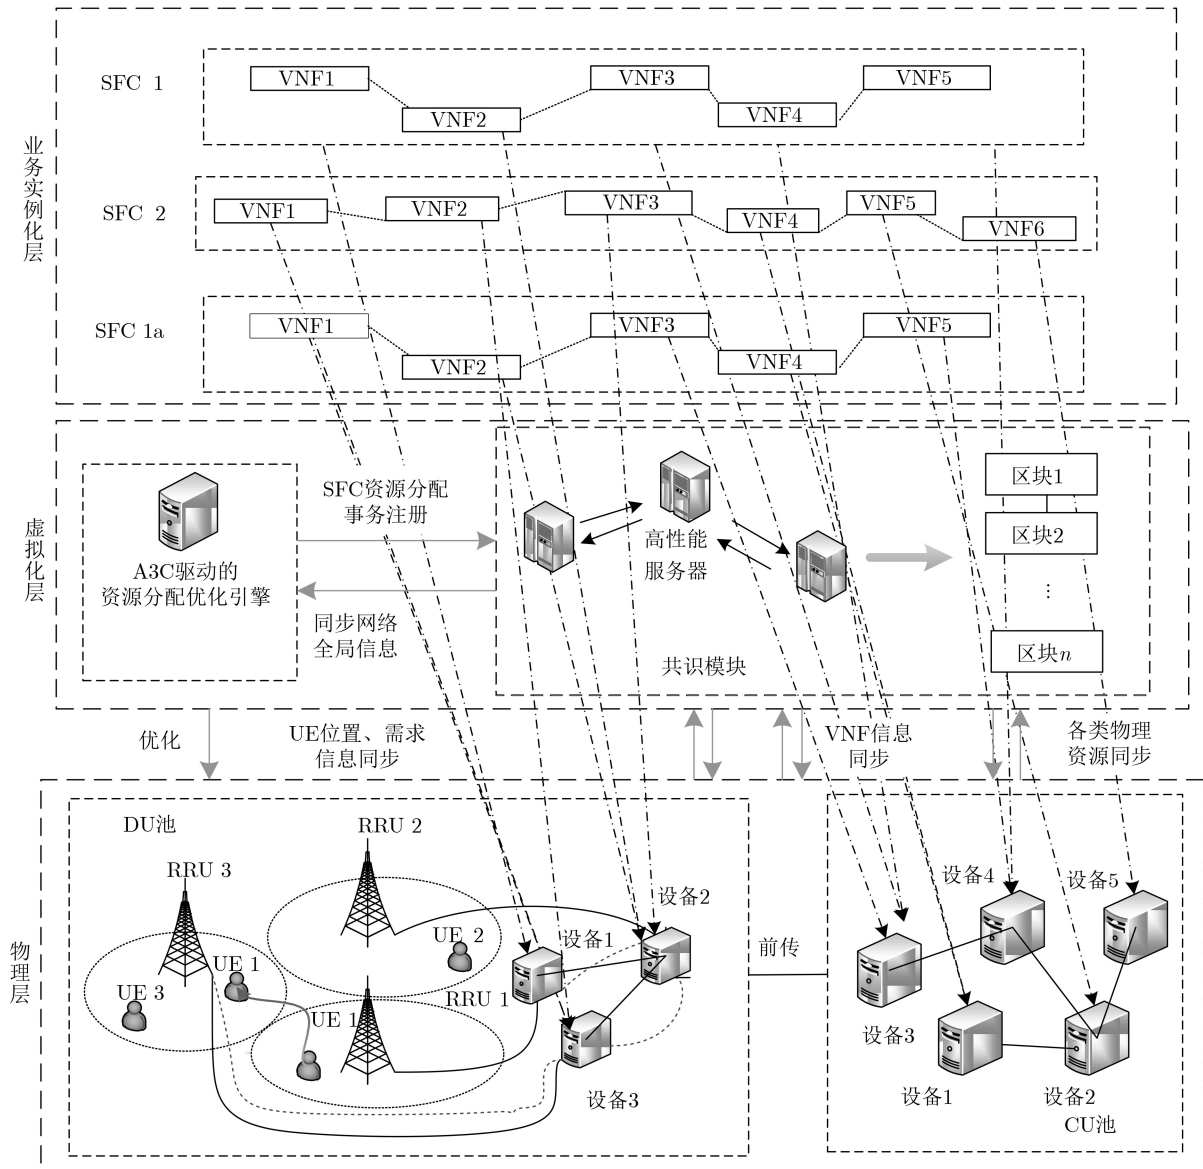 业务实例化层
SFC 1
VNF1
VNF2
VNF3
VNF4
VNF5
SFC 2
VNF1
VNF2
VNF3
VNF4
VNF5
VNF6
SFC 1a
VNF1
VNF2
VNF3
VNF4
VNF5
虚拟化层
A3C驱动的
资源分配优化引擎
SFC资源分配
事务注册
同步网络
全局信息
高性能
服务器
共识模块
区块1
区块2
⋮
区块n
优化
UE位置、需求
信息同步
VNF信息
同步
各类物理
资源同步
物理层
DU池
RRU 3
RRU 2
UE 2
UE 1
UE 3
RRU 1
UE 1
设备1
设备2
设备3
前传
设备4
设备5
设备3
设备1
设备2
CU池